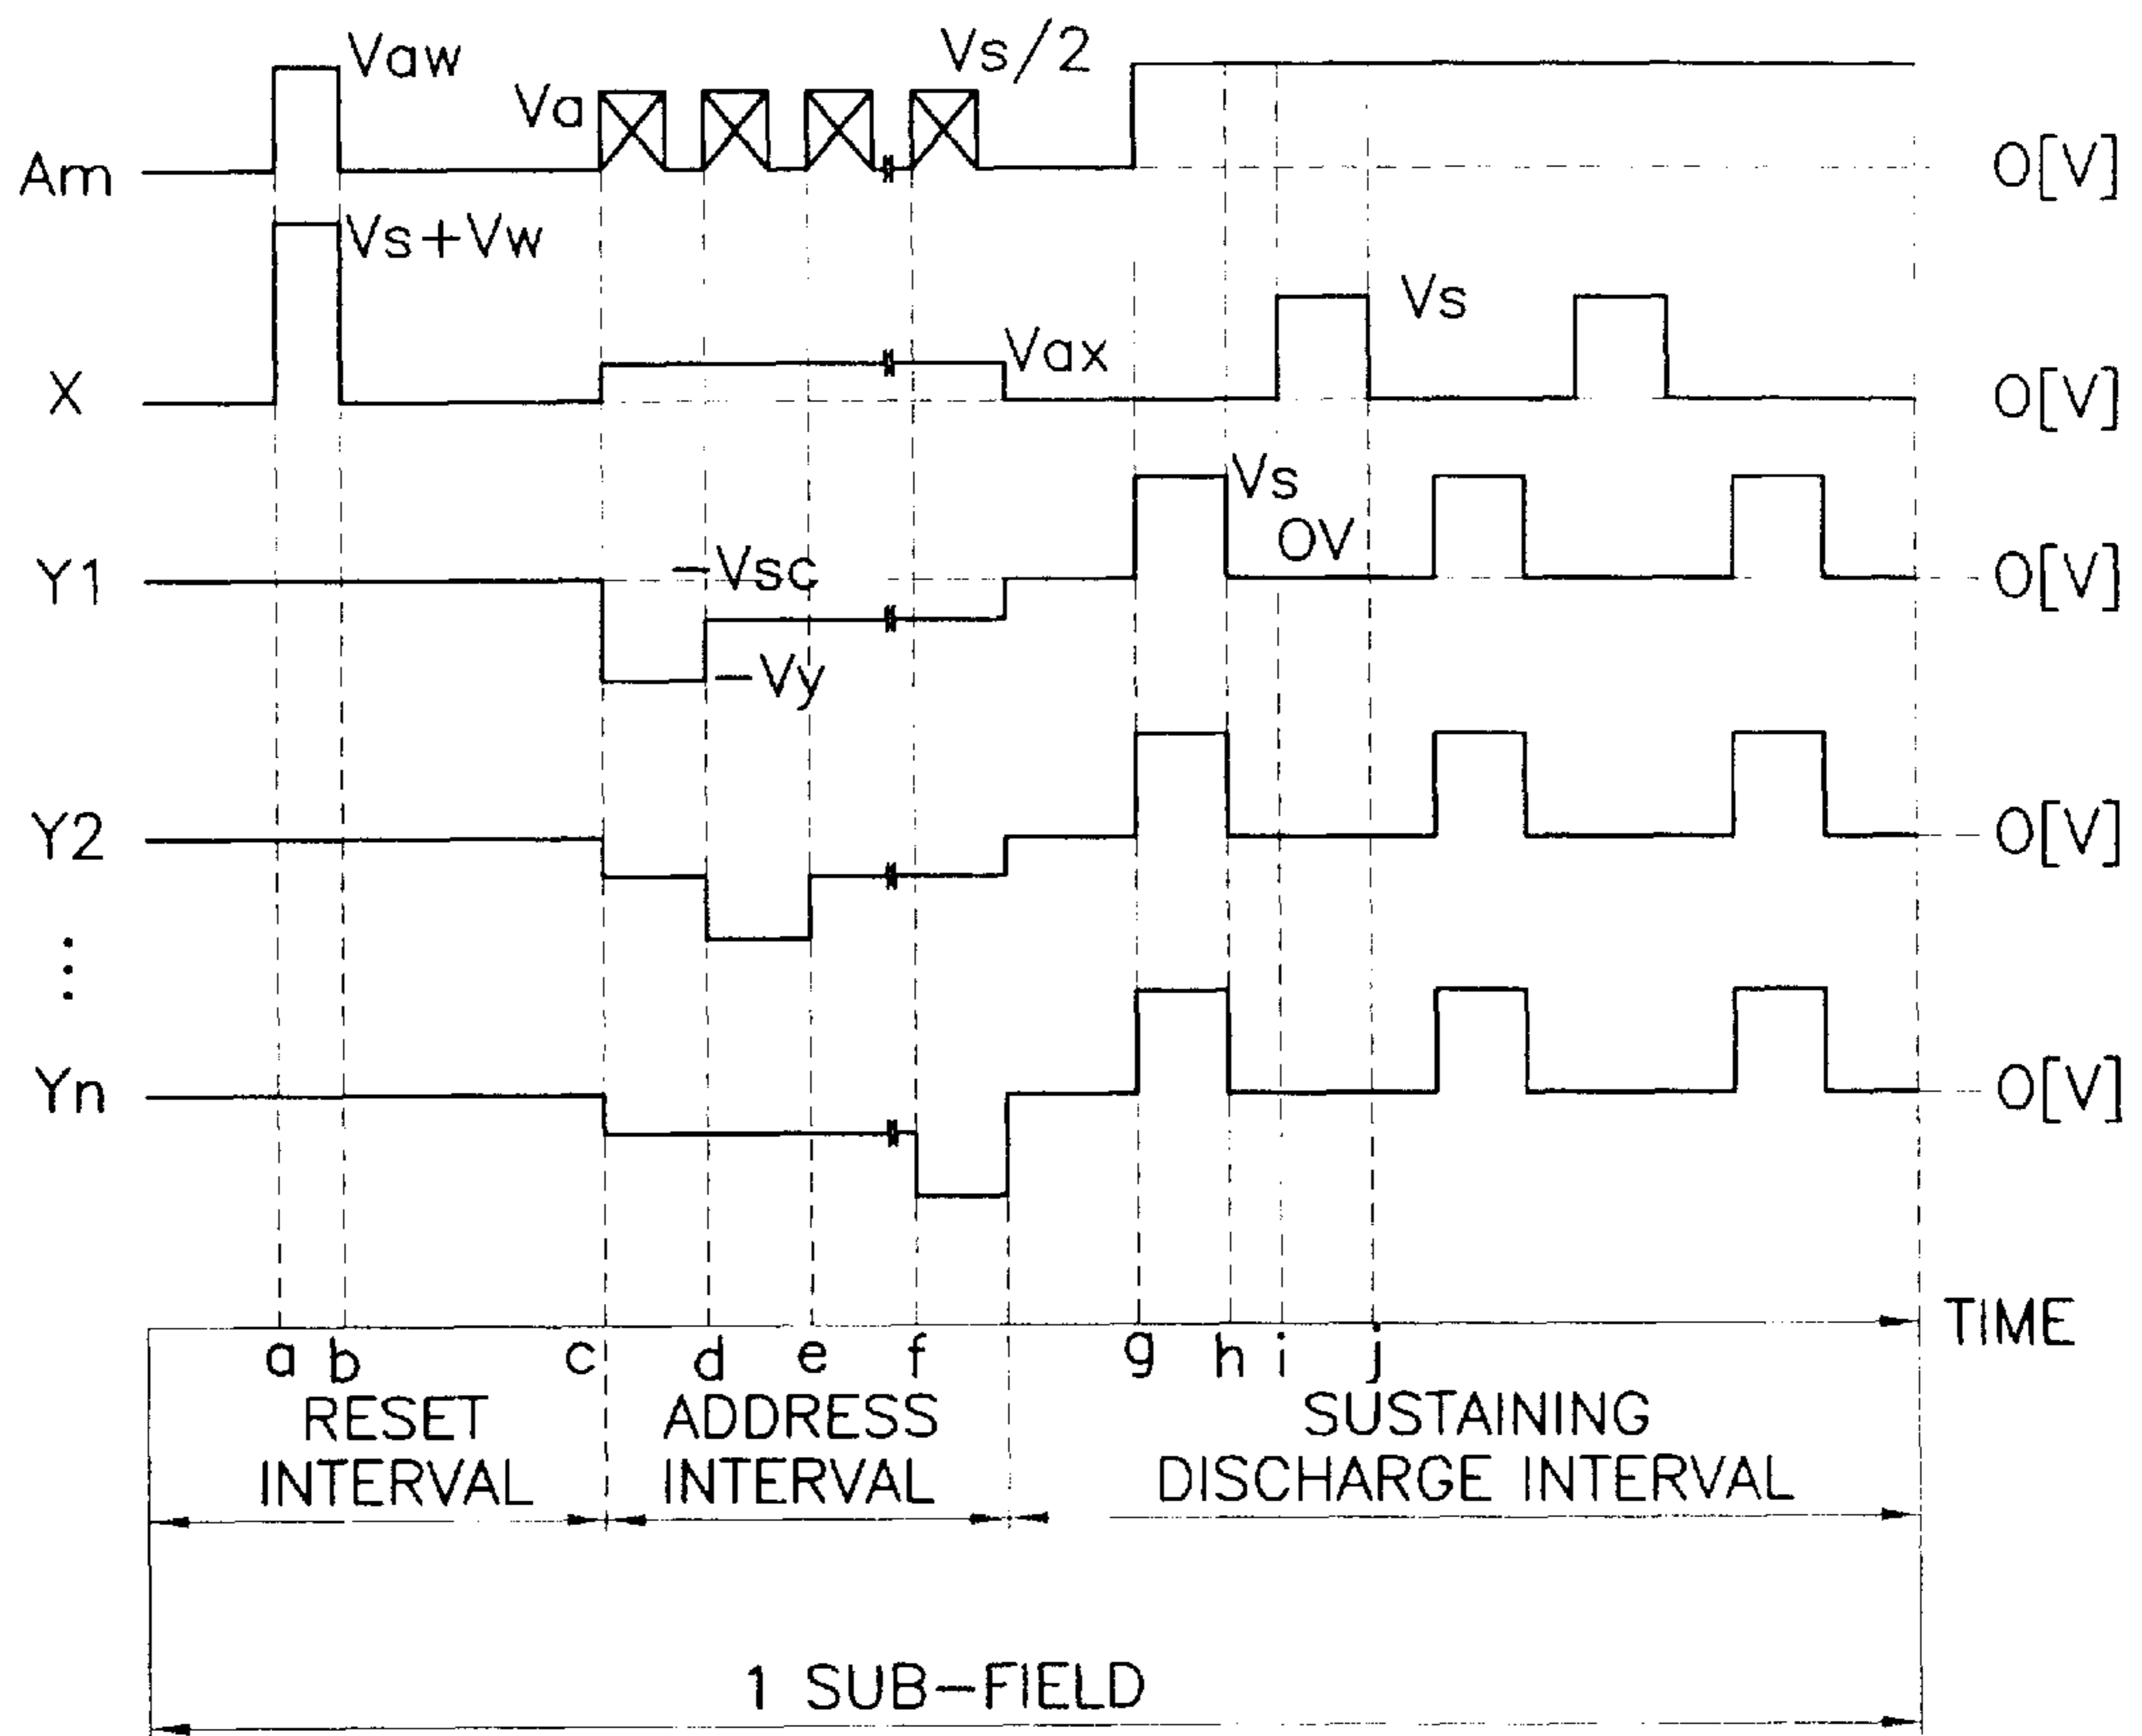 Vaw
Va
Vs/2
Am
O[V]
Vs+Vw
Vs
Vax
X
O[V]
Vs
OV
-Vsc
Y1
O[V]
-Vy
Y2
O[V]
Yn
O[V]
TIME
a b c d e f g h i j
RESET INTERVAL
ADDRESS INTERVAL
SUSTAINING DISCHARGE INTERVAL
1 SUB-FIELD